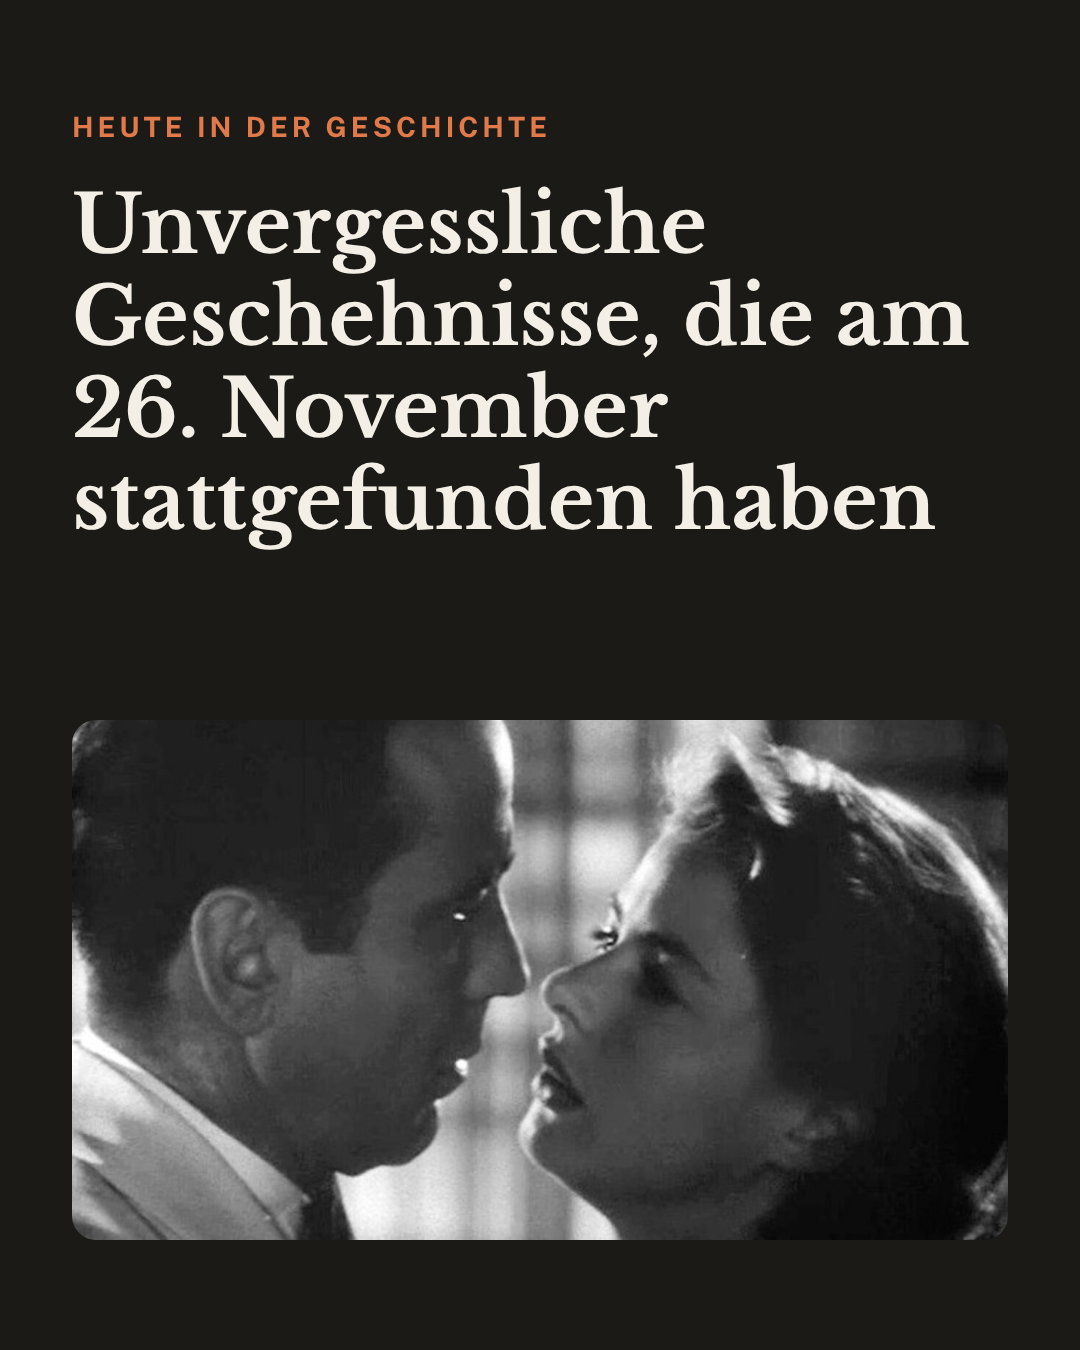 HEUTE IN DER GESCHICHTE
Unvergessliche
Geschehnisse, die am
26. November
stattgefunden haben